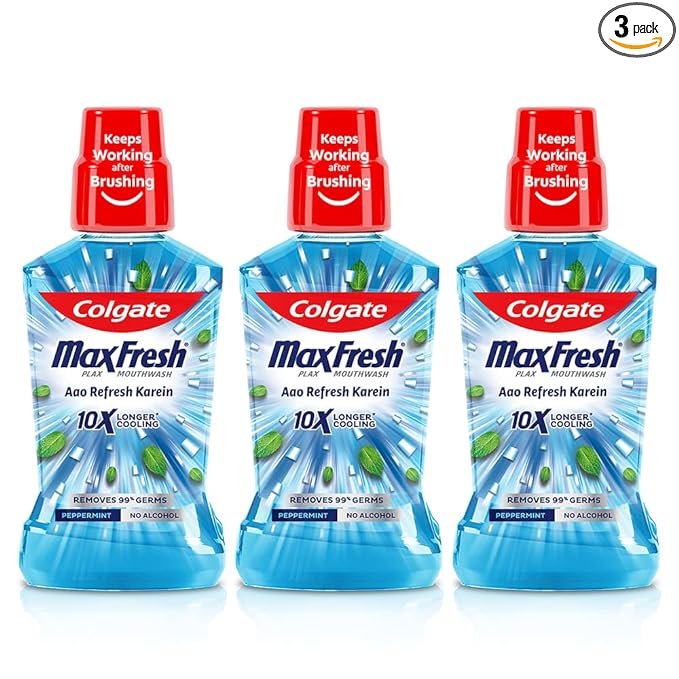 3 pack
Keeps
Working
after
Brushing
Colgate
MaxFresh®
PLAX MOUTHWASH
Aao Refresh Karein
10X LONGER*
COOLING
REMOVES 99% GERMS
PEPPERMINT NO ALCOHOL
Keeps
Working
after
Brushing
Colgate
MaxFresh®
PLAX MOUTHWASH
Aao Refresh Karein
10X LONGER*
COOLING
REMOVES 99% GERMS
PEPPERMINT NO ALCOHOL
Keeps
Working
after
Brushing
Colgate
MaxFresh®
PLAX MOUTHWASH
Aao Refresh Karein
10X LONGER*
COOLING
REMOVES 99% GERMS
PEPPERMINT NO ALCOHOL